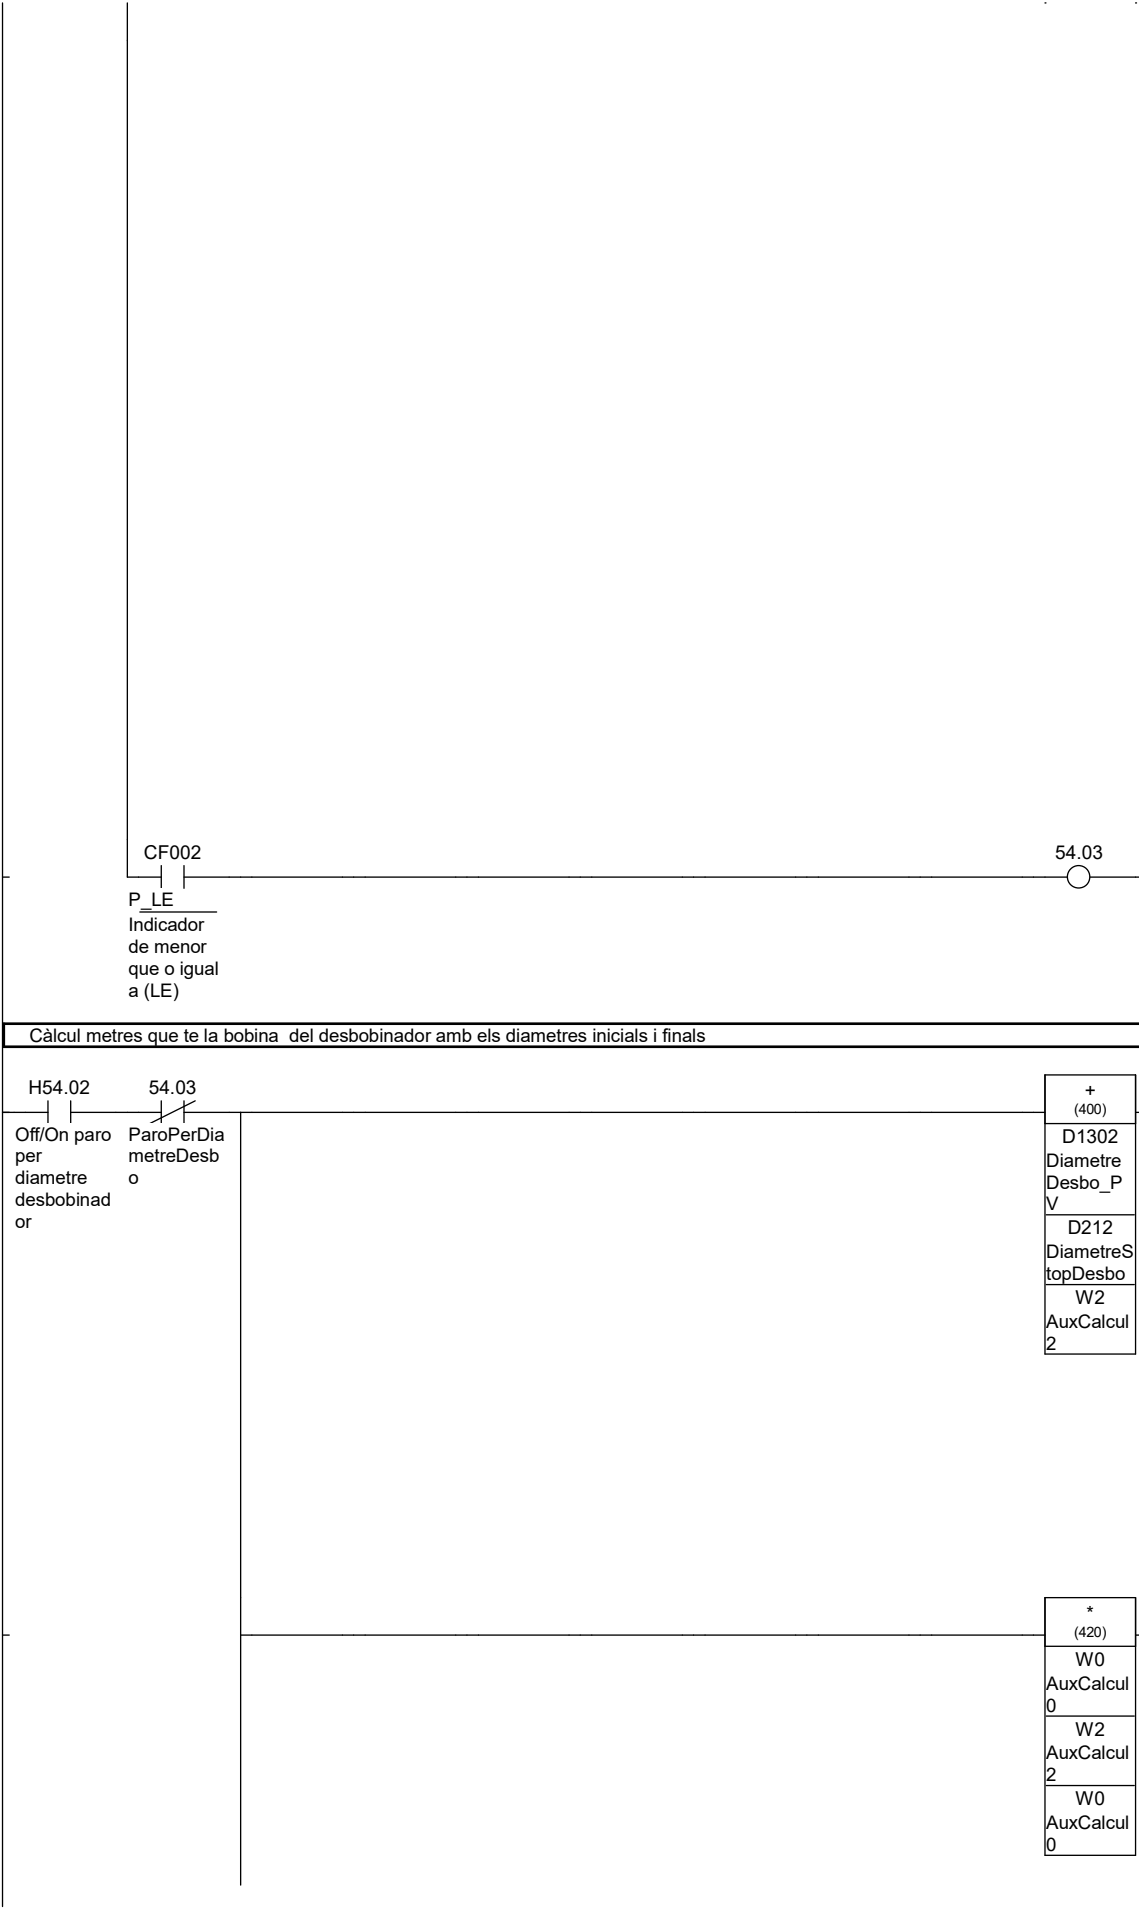 CF002
54.03
P_LE
Indicador
de menor
que o igual
a (LE)
Càlcul metres que te la bobina  del desbobinador amb els diametres inicials i finals
H54.02
54.03
Off/On paro
per
diametre
desbobinad
or
ParoPerDia
metreDesb
o
+
(400)
D1302
Diametre
Desbo_P
V
D212
DiametreS
topDesbo
W2
AuxCalcul
2
*
(420)
W0
AuxCalcul
0
W2
AuxCalcul
2
W0
AuxCalcul
0